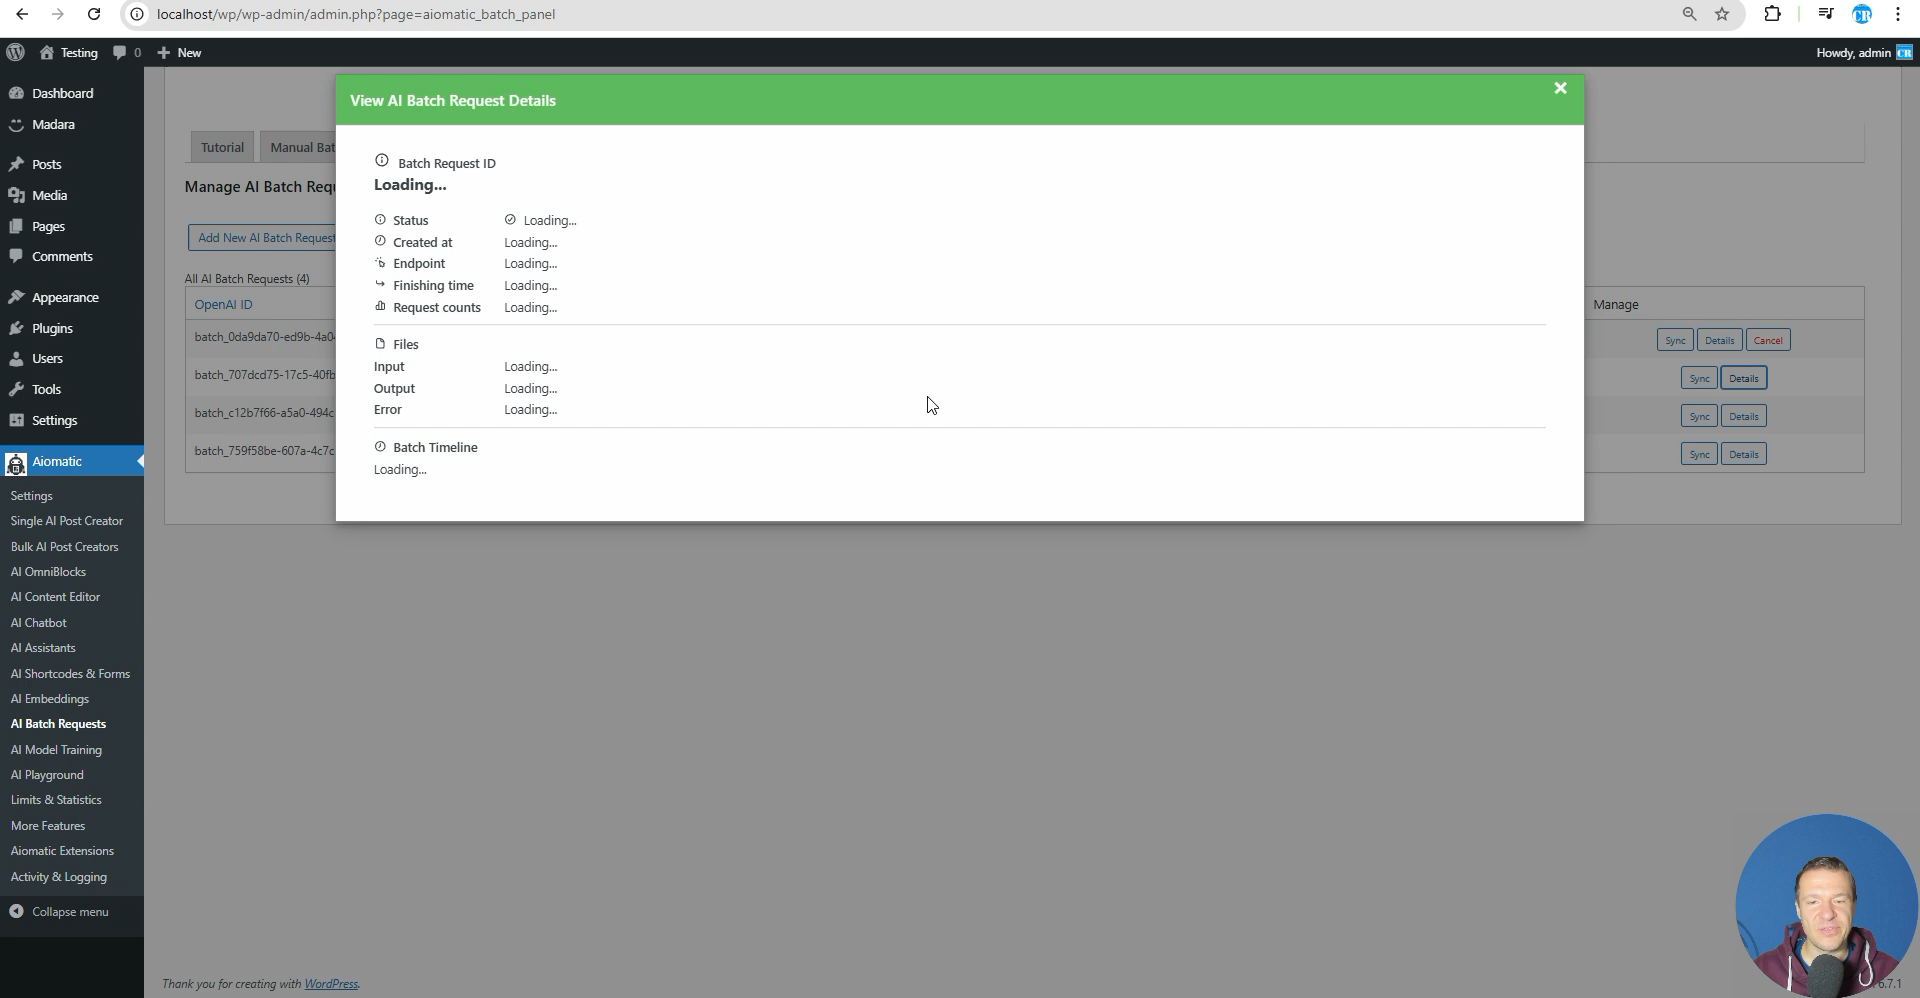 localhost/wp/wp-admin/admin.php?page=aiomatic_batch_panel
Testing
0
New
Howdy, admin
Dashboard
Madara
Posts
Media
Pages
Comments
Appearance
Plugins
Users
Tools
Settings
Aiomatic
Settings
Single AI Post Creator
Bulk AI Post Creators
AI OmniBlocks
AI Content Editor
AI Chatbot
AI Assistants
AI Shortcodes & Forms
AI Embeddings
AI Batch Requests
AI Model Training
AI Playground
Limits & Statistics
More Features
Aiomatic Extensions
Activity & Logging
Collapse menu
Tutorial
Manual Bat
Manage AI Batch Requ
Add New AI Batch Request
All AI Batch Requests (4)
OpenAI ID
Manage
batch_0da9da70-ed9b-4a0
Sync Details Cancel
batch_707dcd75-17c5-40fb
Sync Details
batch_c12b7f66-a5a0-494c
Sync Details
batch_759f58be-607a-4c7c
Sync Details
View AI Batch Request Details
Batch Request ID
Loading...
Status Loading...
Created at Loading...
Endpoint Loading...
Finishing time Loading...
Request counts Loading...
Files
Input Loading...
Output Loading...
Error Loading...
Batch Timeline
Loading...
Thank you for creating with WordPress.
6.7.1